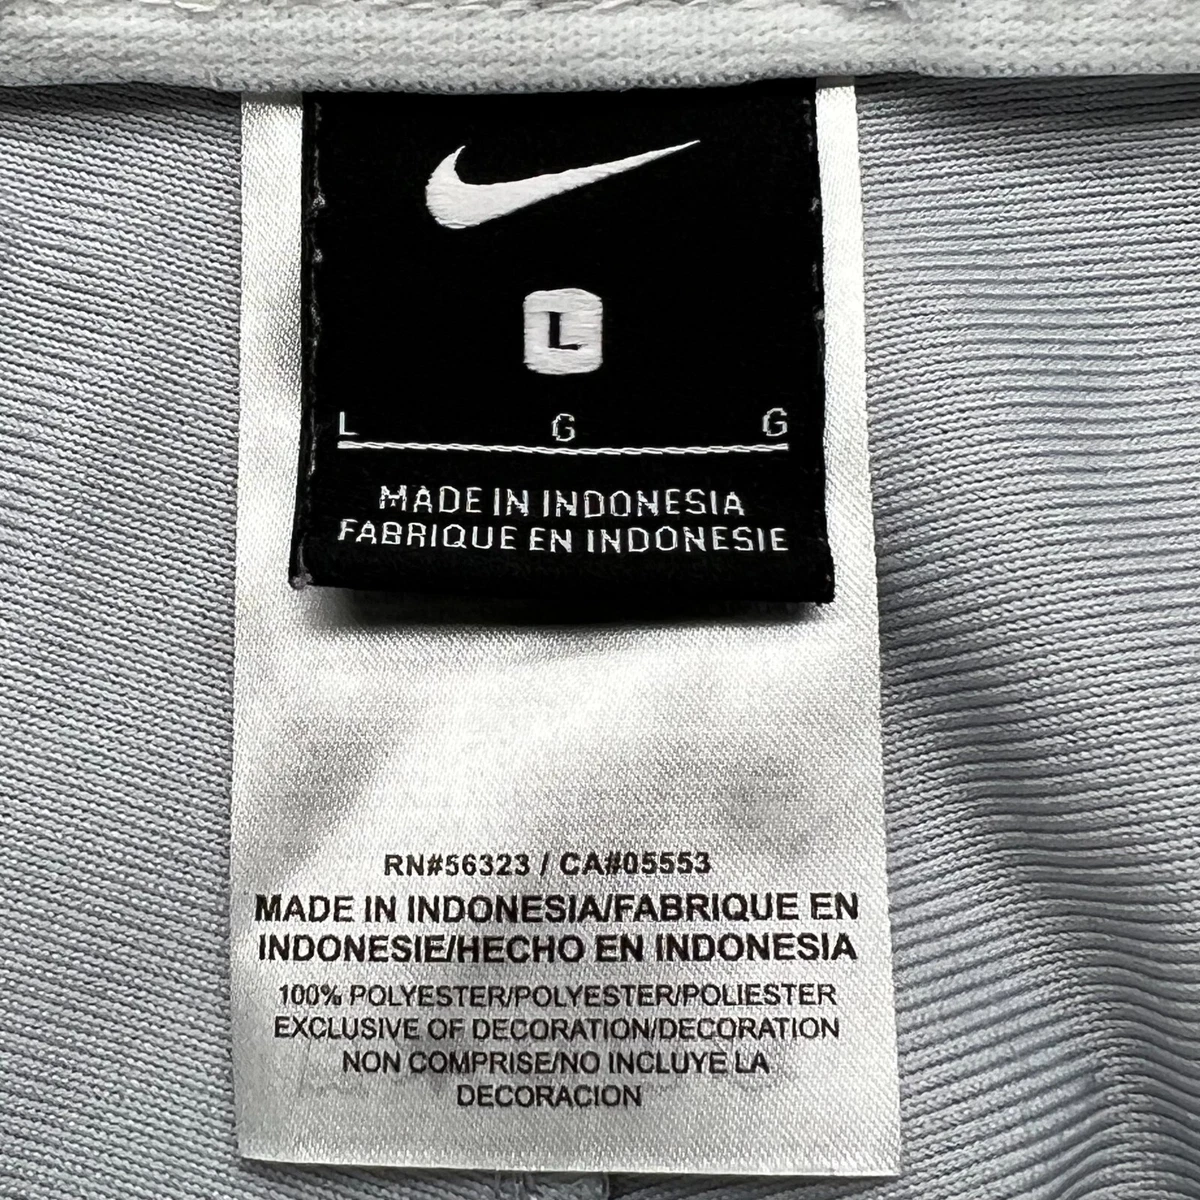 L
L G G
MADE IN INDONESIA
FABRIQUE EN INDONESIE
RN#56323 / CA#05553
MADE IN INDONESIA/FABRIQUE EN
INDONESIE/HECHO EN INDONESIA
100% POLYESTER/POLYESTER/POLIESTER
EXCLUSIVE OF DECORATION/DECORATION
NON COMPRISE/NO INCLUYE LA
DECORACION